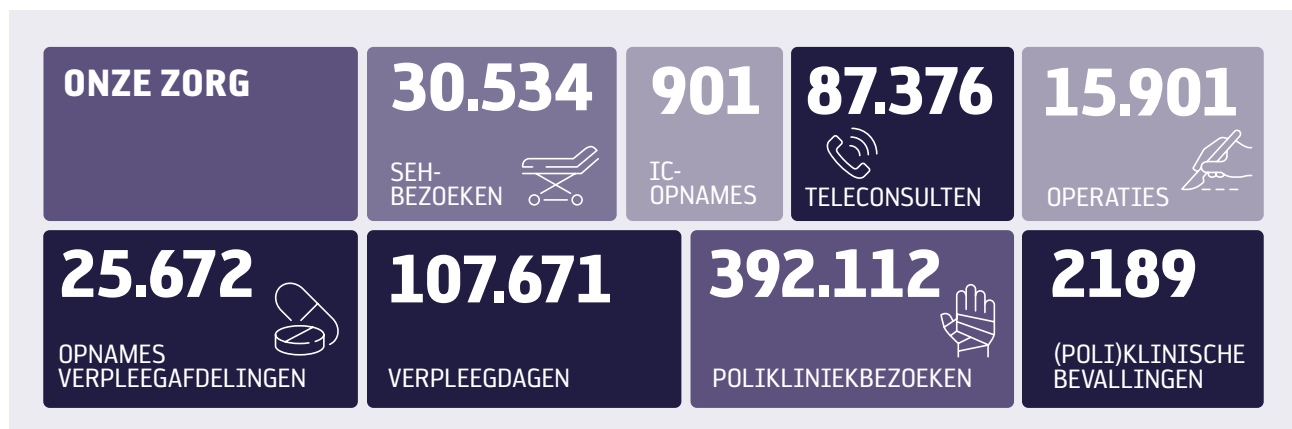 ONZE ZORG
30.534
SEH-
BEZOEKEN
901
IC-
OPNAMES
87.376
TELECONSULTEN
15.901
OPERATIES
25.672
OPNAMES
VERPLEEGAFDELINGEN
107.671
VERPLEEGDAGEN
392.112
POLIKLINIEKBEZOEKEN
2189
(POLI)KLINISCHE
BEVALLINGEN